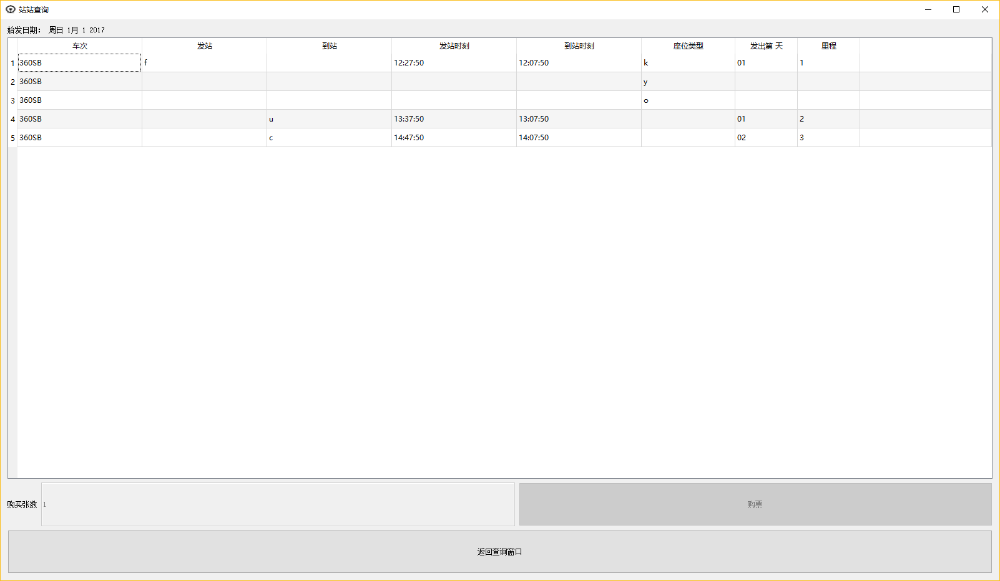 站站查询
始发日期： 周日 1月 1 2017
车次 发站 到站 发站时刻 到站时刻 座位类型 发出第 天 里程
1 360SB f 12:27:50 12:07:50 k 01 1
2 360SB y
3 360SB o
4 360SB u 13:37:50 13:07:50 01 2
5 360SB c 14:47:50 14:07:50 02 3
购买张数 1 购票
返回查询窗口